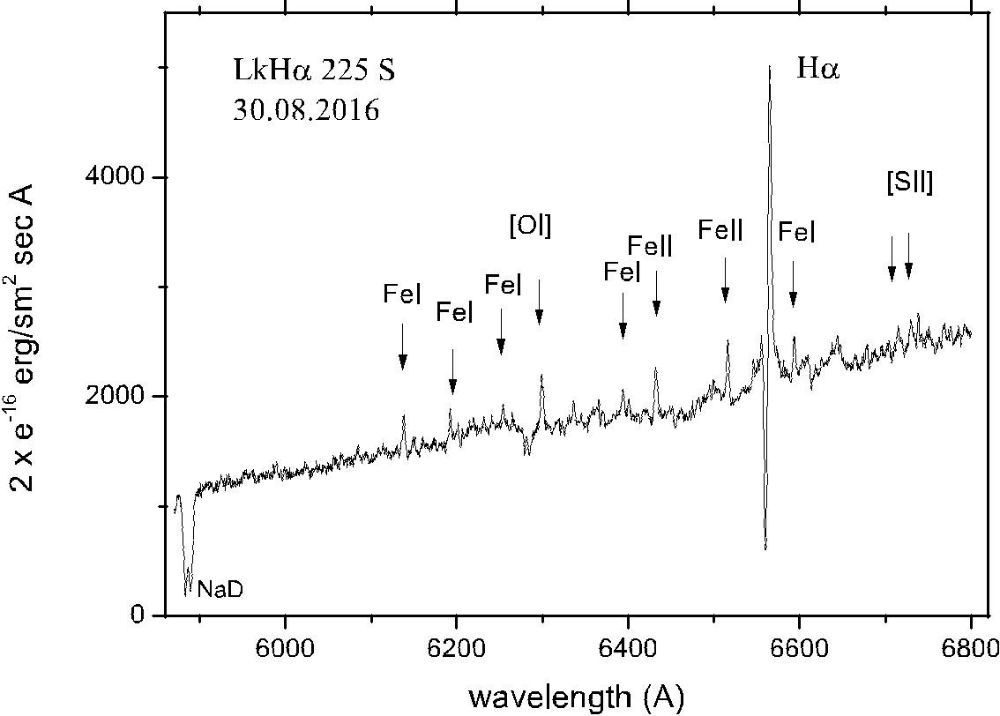 LkHα 225 S
30.08.2016
Hα
[SII]
[OI]
FeII
FeI
FeII
FeI
FeI
FeI
FeI
NaD
4000
2000
0
6000 6200 6400 6600 6800
wavelength (A)
2 x e⁻¹⁶ erg/sm² sec A